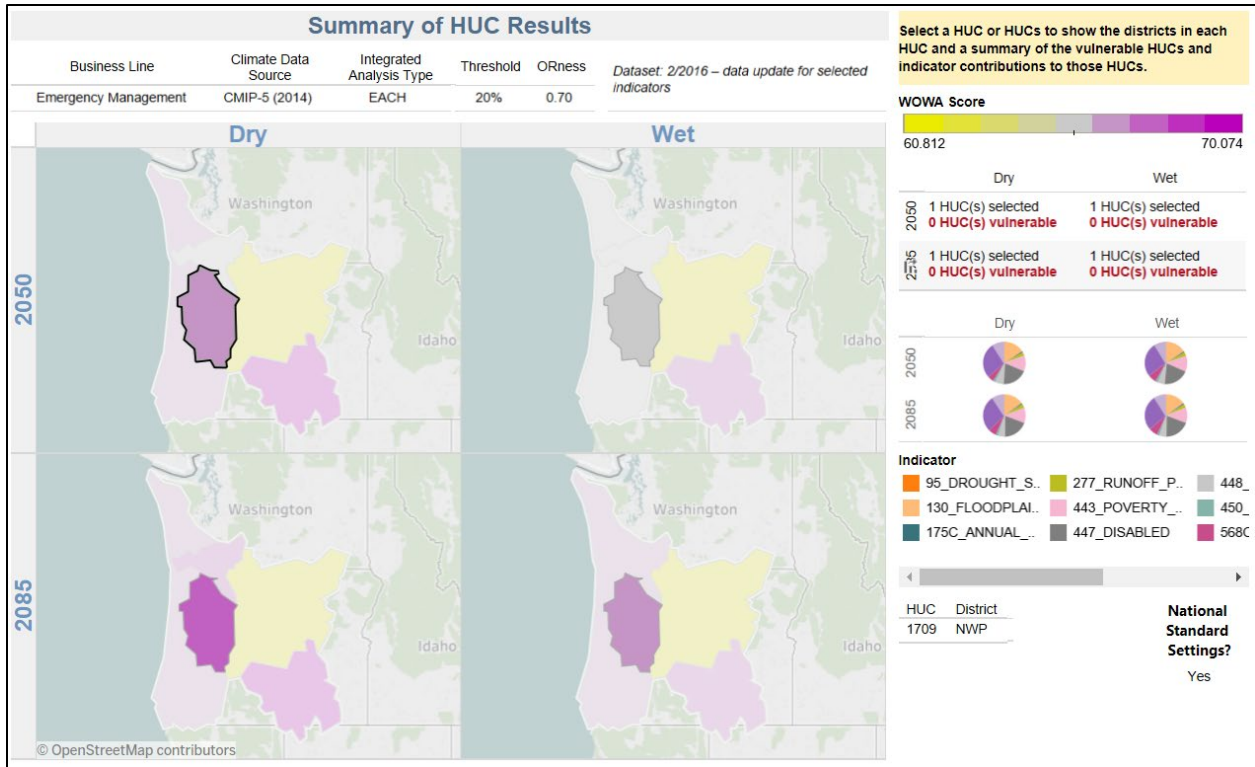 Summary of HUC Results
Business Line
Climate Data
Source
Integrated
Analysis Type
Threshold
ORness
Dataset: 2/2016 – data update for selected
indicators
Emergency Management
CMIP-5 (2014)
EACH
20%
0.70
Dry
Wet
2050
Washington
Idaho
Washington
Idaho
2085
Washington
Idaho
Washington
Idaho
© OpenStreetMap contributors
Select a HUC or HUCs to show the districts in each
HUC and a summary of the vulnerable HUCs and
indicator contributions to those HUCs.
WOWA Score
60.812
70.074
Dry
Wet
2050
1 HUC(s) selected
0 HUC(s) vulnerable
1 HUC(s) selected
0 HUC(s) vulnerable
1 HUC(s) selected
0 HUC(s) vulnerable
1 HUC(s) selected
0 HUC(s) vulnerable
Dry
Wet
2050
2085
Indicator
95_DROUGHT_S..
277_RUNOFF_P..
448_
130_FLOODPLAI..
443_POVERTY_..
450_
175C_ANNUAL_..
447_DISABLED
568C
HUC
District
1709
NWP
National
Standard
Settings?
Yes